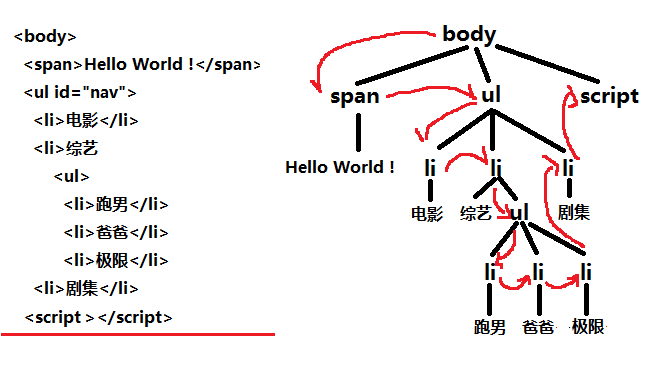 <body>
<span>Hello World !</span>
<ul id="nav">
<li>电影</li>
<li>综艺
<ul>
<li>跑男</li>
<li>爸爸</li>
<li>极限</li>
<li>剧集</li>
<script ></script>
body
span ul script
Hello World !
li li li
电影 综艺 ul 剧集
li li li
跑男 爸爸 极限